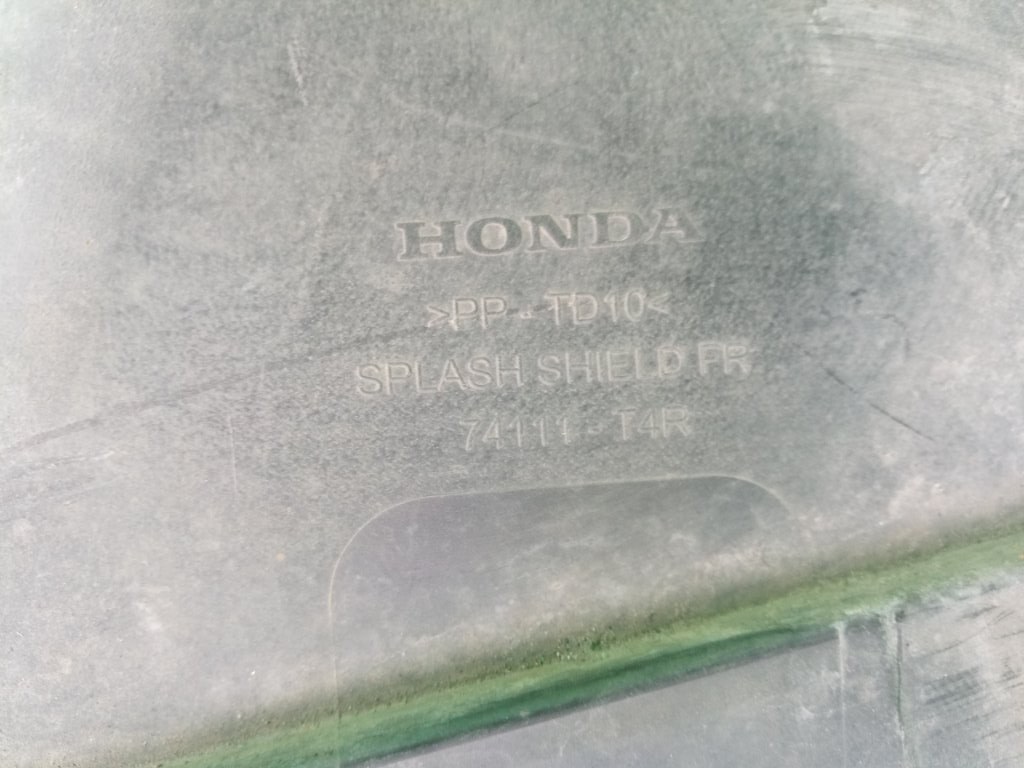 HONDA
>PP-TD10<
SPLASH SHIELD FR
74111-T4R